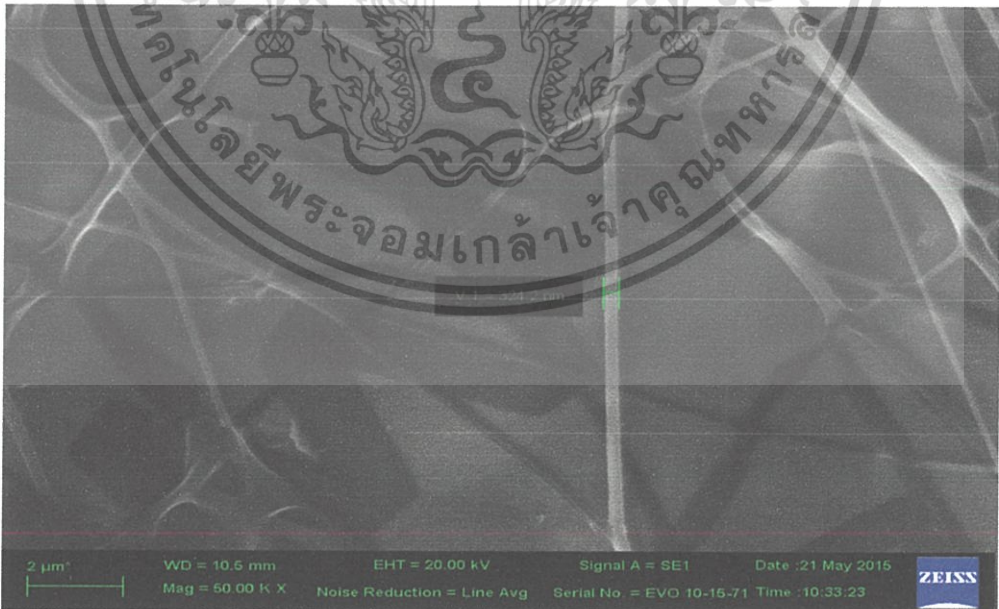 ทคโนโลยีพระจอมเกล้าเจ้าคุณทหารล
2 µm
WD = 10.5 mm
EHT = 20.00 kV
Signal A = SE1
Date :21 May 2015
Mag = 50.00 K X
Noise Reduction = Line Avg
Serial No. = EVO 10-15-71
Time :10:33:23
ZEISS